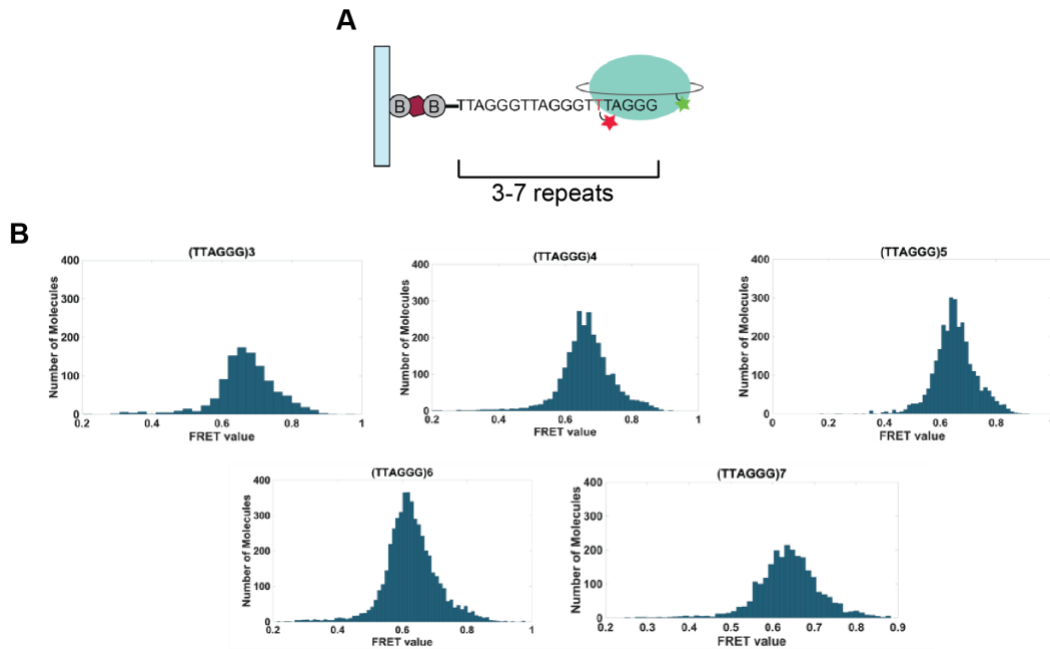 A
B B TTAGGGTTAGGGTTTAGGG
3-7 repeats
B
(TTAGGG)3
400
300
200
100
0
0.2 0.4 0.6 0.8 1
Number of Molecules
FRET value
(TTAGGG)4
400
300
200
100
0
0.2 0.4 0.6 0.8 1
Number of Molecules
FRET value
(TTAGGG)5
400
300
200
100
0
0 0.2 0.4 0.6 0.8
Number of Molecules
FRET value
(TTAGGG)6
400
300
200
100
0
0.2 0.4 0.6 0.8 1
Number of Molecules
FRET value
(TTAGGG)7
400
300
200
100
0
0.2 0.3 0.4 0.5 0.6 0.7 0.8 0.9
Number of Molecules
FRET value